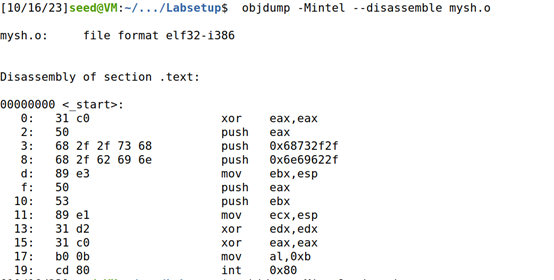 [10/16/23]seed@VM:~/.../Labsetup$  objdump -Mintel --disassemble mysh.o

mysh.o:     file format elf32-i386


Disassembly of section .text:

00000000 <_start>:
   0:   31 c0                   xor    eax,eax
   2:   50                      push   eax
   3:   68 2f 2f 73 68          push   0x68732f2f
   8:   68 2f 62 69 6e          push   0x6e69622f
   d:   89 e3                   mov    ebx,esp
   f:   50                      push   eax
  10:   53                      push   ebx
  11:   89 e1                   mov    ecx,esp
  13:   31 d2                   xor    edx,edx
  15:   31 c0                   xor    eax,eax
  17:   b0 0b                   mov    al,0xb
  19:   cd 80                   int    0x80